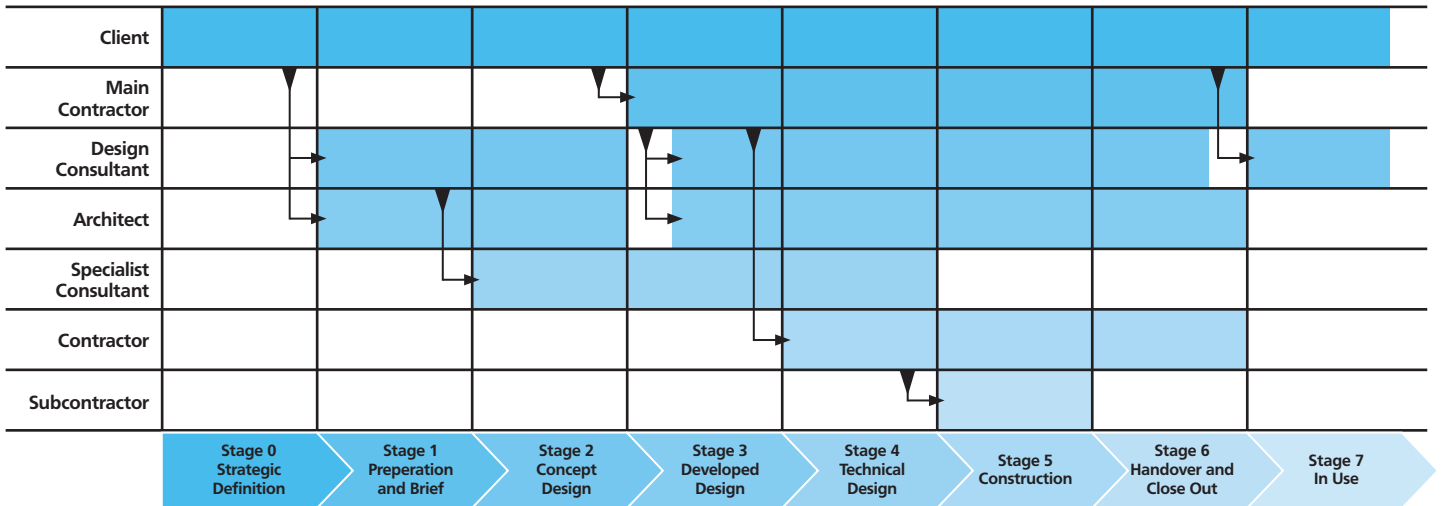 Client
Main
Contractor
Design
Consultant
Architect
Specialist
Consultant
Contractor
Subcontractor
Stage 0
Strategic
Definition
Stage 1
Preperation
and Brief
Stage 2
Concept
Design
Stage 3
Developed
Design
Stage 4
Technical
Design
Stage 5
Construction
Stage 6
Handover and
Close Out
Stage 7
In Use